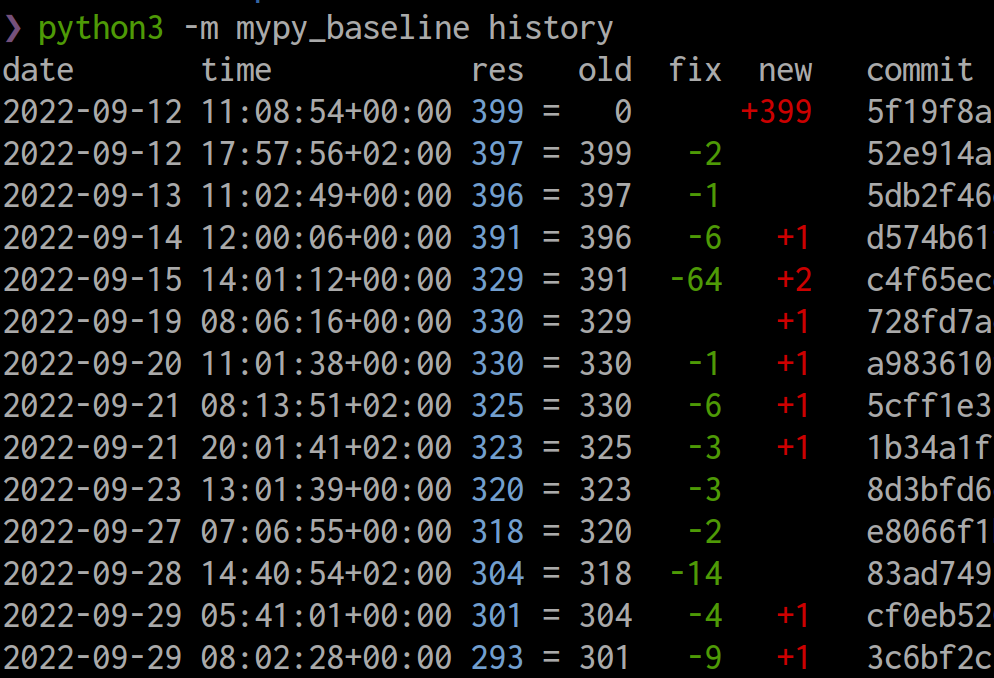 ❯ python3 -m mypy_baseline history
date       time           res   old  fix  new   commit
2022-09-12 11:08:54+00:00 399 =   0      +399   5f19f8a
2022-09-12 17:57:56+02:00 397 = 399   -2        52e914a
2022-09-13 11:02:49+00:00 396 = 397   -1        5db2f46
2022-09-14 12:00:06+00:00 391 = 396   -6   +1   d574b61
2022-09-15 14:01:12+00:00 329 = 391  -64   +2   c4f65ec
2022-09-19 08:06:16+00:00 330 = 329        +1   728fd7a
2022-09-20 11:01:38+00:00 330 = 330   -1   +1   a983610
2022-09-21 08:13:51+02:00 325 = 330   -6   +1   5cff1e3
2022-09-21 20:01:41+02:00 323 = 325   -3   +1   1b34a1f
2022-09-23 13:01:39+00:00 320 = 323   -3        8d3bfd6
2022-09-27 07:06:55+00:00 318 = 320   -2        e8066f1
2022-09-28 14:40:54+02:00 304 = 318  -14        83ad749
2022-09-29 05:41:01+00:00 301 = 304   -4   +1   cf0eb52
2022-09-29 08:02:28+00:00 293 = 301   -9   +1   3c6bf2c